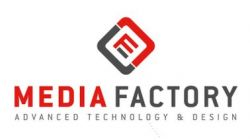 MEDIA FACTORY
ADVANCED TECHNOLOGY & DESIGN